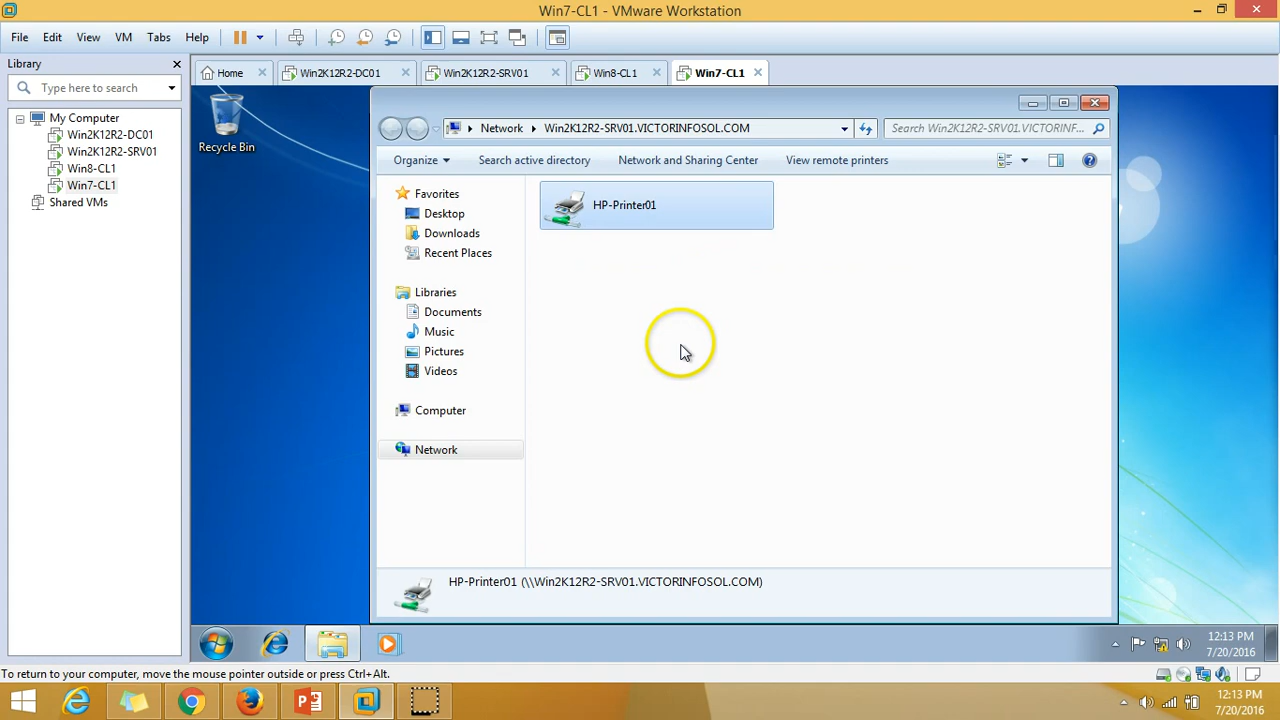 Win7-CL1 - VMware Workstation
File Edit View VM Tabs Help
Library
Type here to search
My Computer
Win2K12R2-DC01
Win2K12R2-SRV01
Win8-CL1
Win7-CL1
Shared VMs
Home Win2K12R2-DC01 Win2K12R2-SRV01 Win8-CL1 Win7-CL1
Recycle Bin
Network Win2K12R2-SRV01.VICTORINFOSOL.COM
Search Win2K12R2-SRV01.VICTORINF...
Organize Search active directory Network and Sharing Center View remote printers
Favorites
Desktop
Downloads
Recent Places
Libraries
Documents
Music
Pictures
Videos
Computer
Network
HP-Printer01
HP-Printer01 (\\Win2K12R2-SRV01.VICTORINFOSOL.COM)
12:13 PM
7/20/2016
To return to your computer, move the mouse pointer outside or press Ctrl+Alt.
12:13 PM
7/20/2016